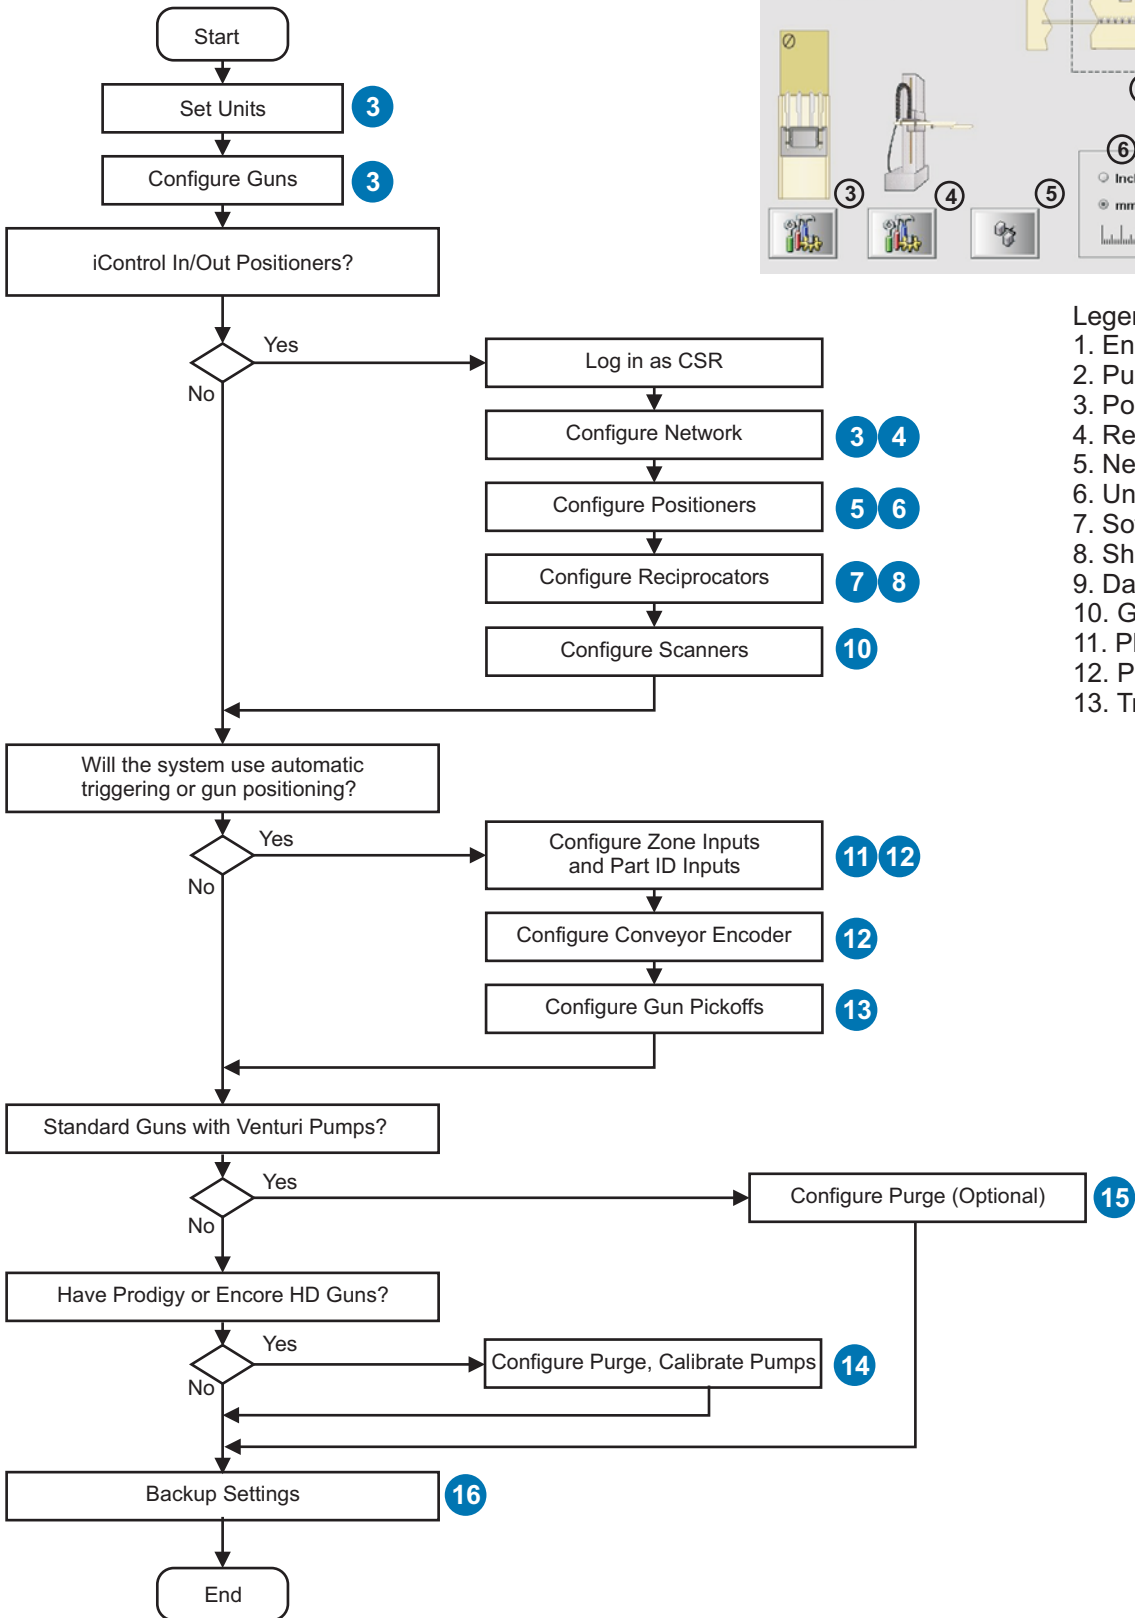 Start
Set Units
3
Configure Guns
3
iControl In/Out Positioners?
Yes
No
Log in as CSR
Configure Network
3 4
Configure Positioners
5 6
Configure Reciprocators
7 8
Configure Scanners
10
Will the system use automatic
triggering or gun positioning?
Yes
No
Configure Zone Inputs
and Part ID Inputs
11 12
Configure Conveyor Encoder
12
Configure Gun Pickoffs
13
Standard Guns with Venturi Pumps?
Yes
No
Configure Purge (Optional)
15
Have Prodigy or Encore HD Guns?
Yes
No
Configure Purge, Calibrate Pumps
14
Backup Settings
16
End
3
4
5
6
mm
1.
2.
3.
4.
5.
6.
7.
8.
9.
10.
11.
12.
13.